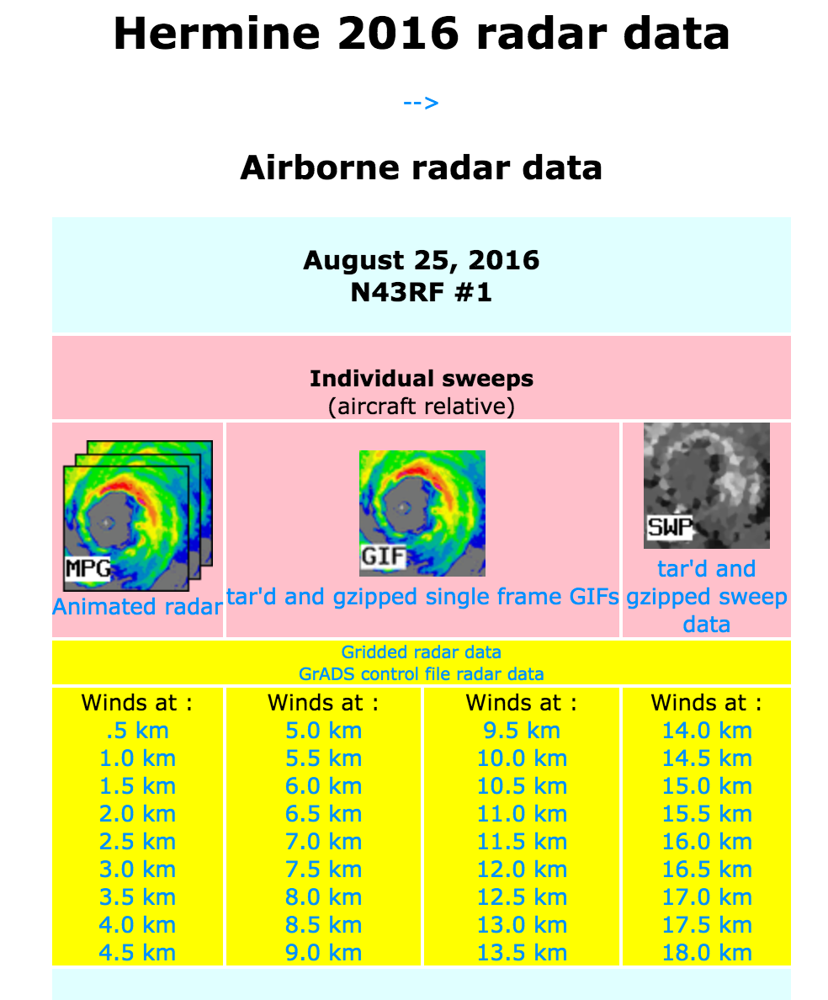 Hermine 2016 radar data
-->
Airborne radar data
August 25, 2016
N43RF #1
Individual sweeps
(aircraft relative)
MPG
Animated radar
GIF
tar'd and gzipped single frame GIFs
SWP
tar'd and
gzipped sweep
data
Gridded radar data
GrADS control file radar data
Winds at :
.5 km
1.0 km
1.5 km
2.0 km
2.5 km
3.0 km
3.5 km
4.0 km
4.5 km
Winds at :
5.0 km
5.5 km
6.0 km
6.5 km
7.0 km
7.5 km
8.0 km
8.5 km
9.0 km
Winds at :
9.5 km
10.0 km
10.5 km
11.0 km
11.5 km
12.0 km
12.5 km
13.0 km
13.5 km
Winds at :
14.0 km
14.5 km
15.0 km
15.5 km
16.0 km
16.5 km
17.0 km
17.5 km
18.0 km